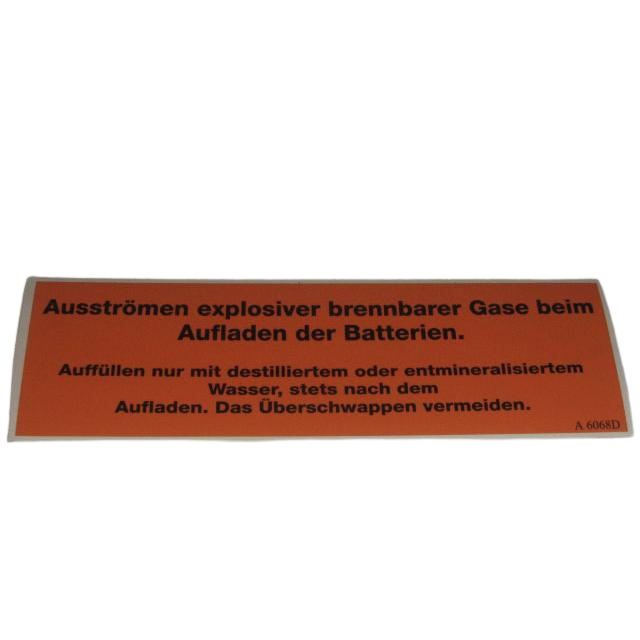 Ausströmen explosiver brennbarer Gase beim
Aufladen der Batterien.
Auffüllen nur mit destilliertem oder entmineralisiertem
Wasser, stets nach dem
Aufladen. Das Überschwappen vermeiden.
A 6068D